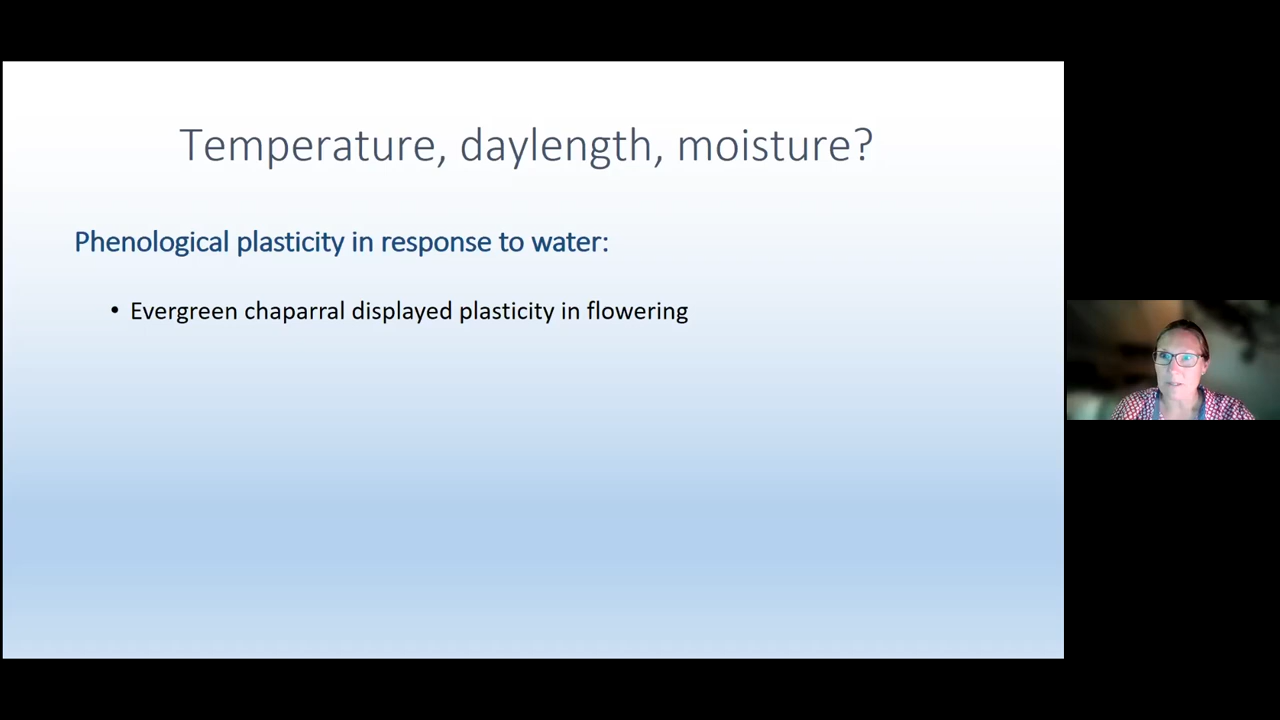 Temperature, daylength, moisture?
Phenological plasticity in response to water:
• Evergreen chaparral displayed plasticity in flowering